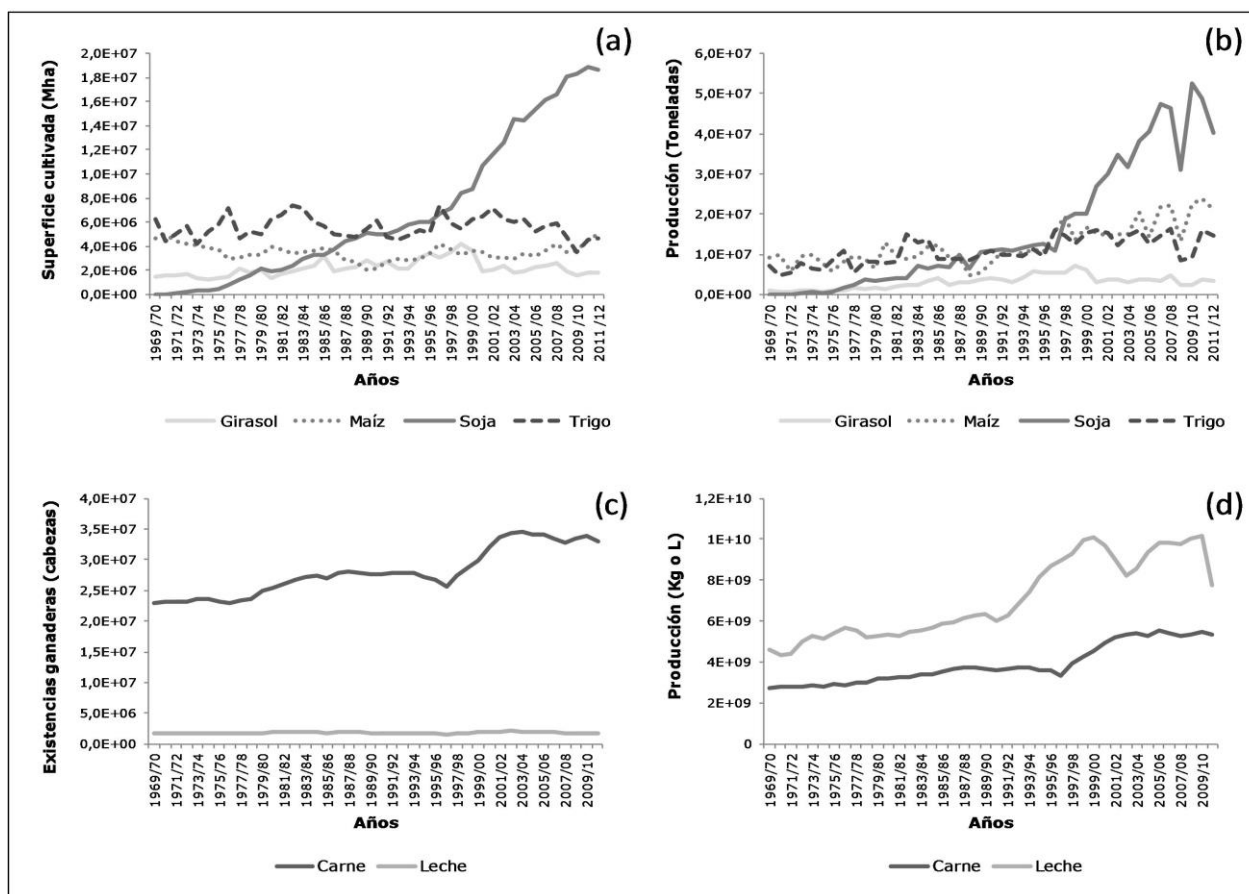 (a)
Superficie cultivada (Mha)
2,0E+07
1,8E+07
1,6E+07
1,4E+07
1,2E+07
1,0E+07
8,0E+06
6,0E+06
4,0E+06
2,0E+06
0,0E+00
1969/70
1971/72
1973/74
1975/76
1977/78
1979/80
1981/82
1983/84
1985/86
1987/88
1989/90
1991/92
1993/94
1995/96
1997/98
1999/00
2001/02
2003/04
2005/06
2007/08
2009/10
2011/12
Años
Girasol Maíz Soja Trigo
(b)
Producción (Toneladas)
6,0E+07
5,0E+07
4,0E+07
3,0E+07
2,0E+07
1,0E+07
0,0E+00
1969/70
1971/72
1973/74
1975/76
1977/78
1979/80
1981/82
1983/84
1985/86
1987/88
1989/90
1991/92
1993/94
1995/96
1997/98
1999/00
2001/02
2003/04
2005/06
2007/08
2009/10
2011/12
Años
Girasol Maíz Soja Trigo
(c)
Existencias ganaderas (cabezas)
4,0E+07
3,5E+07
3,0E+07
2,5E+07
2,0E+07
1,5E+07
1,0E+07
5,0E+06
0,0E+00
1969/70
1971/72
1973/74
1975/76
1977/78
1979/80
1981/82
1983/84
1985/86
1987/88
1989/90
1991/92
1993/94
1995/96
1997/98
1999/00
2001/02
2003/04
2005/06
2007/08
2009/10
Años
Carne Leche
(d)
Producción (Kg o L)
1,2E+10
1E+10
8E+09
6E+09
4E+09
2E+09
0
1969/70
1971/72
1973/74
1975/76
1977/78
1979/80
1981/82
1983/84
1985/86
1987/88
1989/90
1991/92
1993/94
1995/96
1997/98
1999/00
2001/02
2003/04
2005/06
2007/08
2009/10
Años
Carne Leche